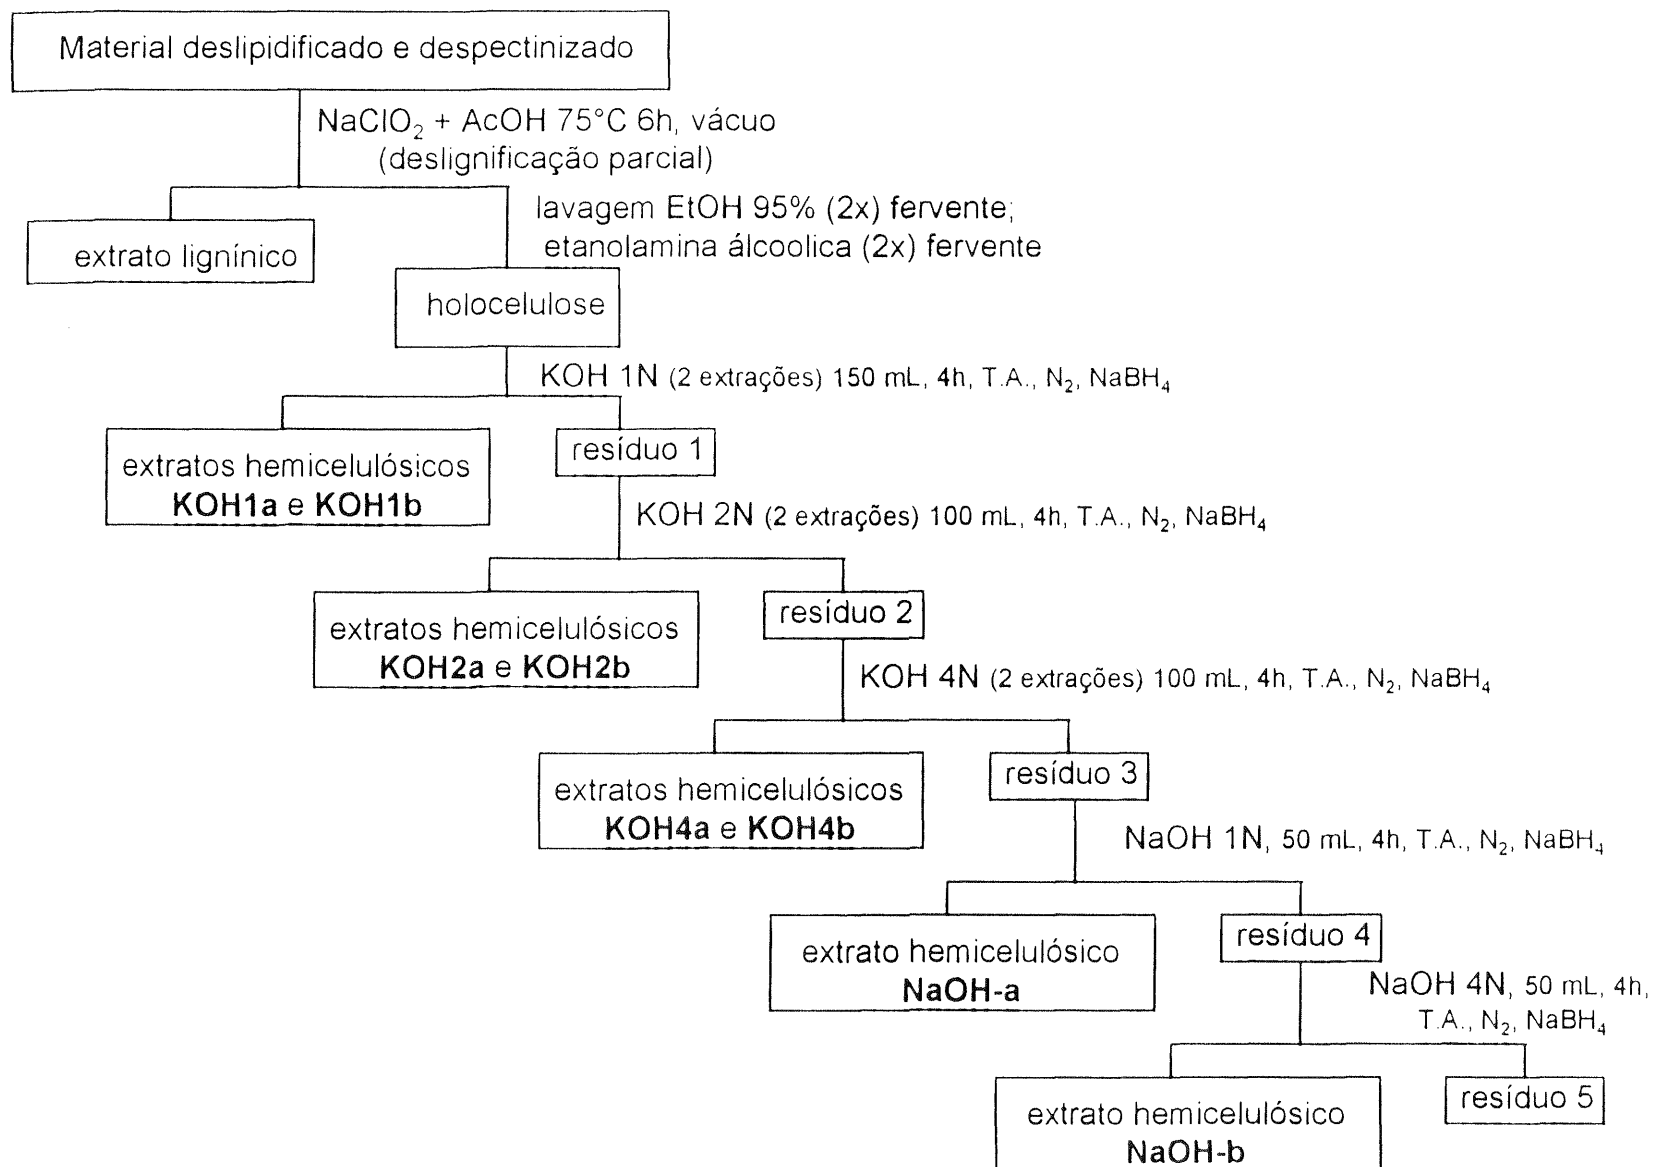 Material deslipidificado e despectinizado
NaClO₂ + AcOH 75°C 6h, vácuo
(deslignificação parcial)
lavagem EtOH 95% (2x) fervente;
etanolamina álcoolica (2x) fervente
extrato lignínico
holocelulose
KOH 1N (2 extrações) 150 mL, 4h, T.A., N₂, NaBH₄
extratos hemicelulósicos
KOH1a e KOH1b
resíduo 1
KOH 2N (2 extrações) 100 mL, 4h, T.A., N₂, NaBH₄
extratos hemicelulósicos
KOH2a e KOH2b
resíduo 2
KOH 4N (2 extrações) 100 mL, 4h, T.A., N₂, NaBH₄
extratos hemicelulósicos
KOH4a e KOH4b
resíduo 3
NaOH 1N, 50 mL, 4h, T.A., N₂, NaBH₄
extrato hemicelulósico
NaOH-a
resíduo 4
NaOH 4N, 50 mL, 4h,
T.A., N₂, NaBH₄
extrato hemicelulósico
NaOH-b
resíduo 5